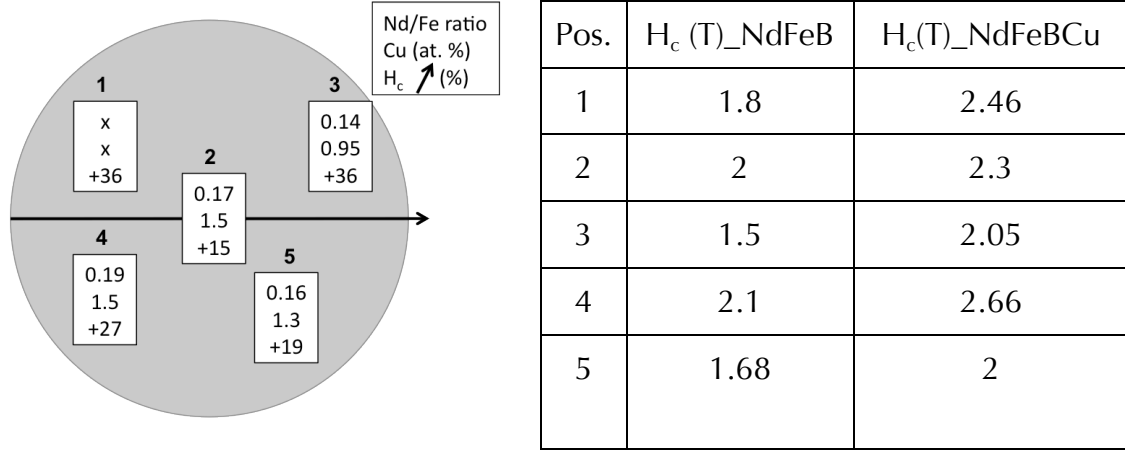 Nd/Fe ratio
Cu (at. %)
H_c (%)
1
x
x
+36
2
0.17
1.5
+15
3
0.14
0.95
+36
4
0.19
1.5
+27
5
0.16
1.3
+19
Pos. H_c (T)_NdFeB H_c(T)_NdFeBCu
1 1.8 2.46
2 2 2.3
3 1.5 2.05
4 2.1 2.66
5 1.68 2